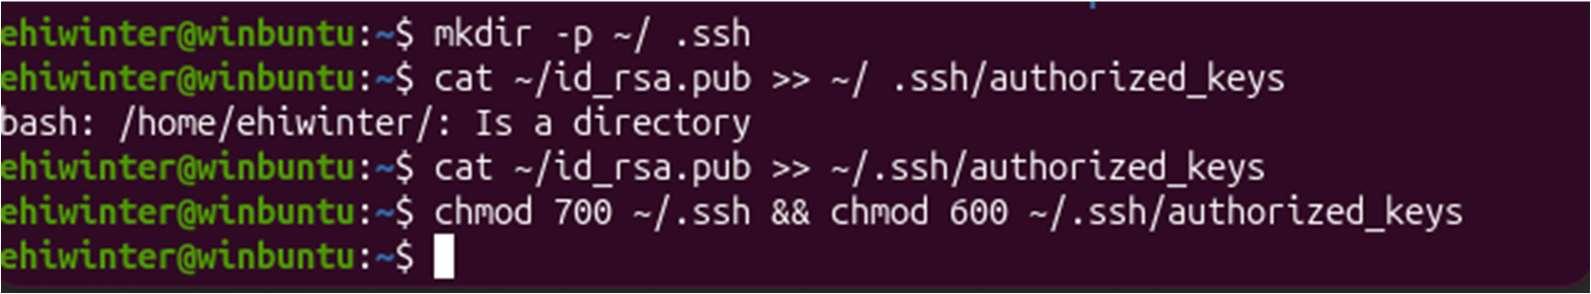 ehiwinter@winbuntu:~$ mkdir -p ~/ .ssh
ehiwinter@winbuntu:~$ cat ~/id_rsa.pub >> ~/ .ssh/authorized_keys
bash: /home/ehiwinter/: Is a directory
ehiwinter@winbuntu:~$ cat ~/id_rsa.pub >> ~/.ssh/authorized_keys
ehiwinter@winbuntu:~$ chmod 700 ~/.ssh && chmod 600 ~/.ssh/authorized_keys
ehiwinter@winbuntu:~$